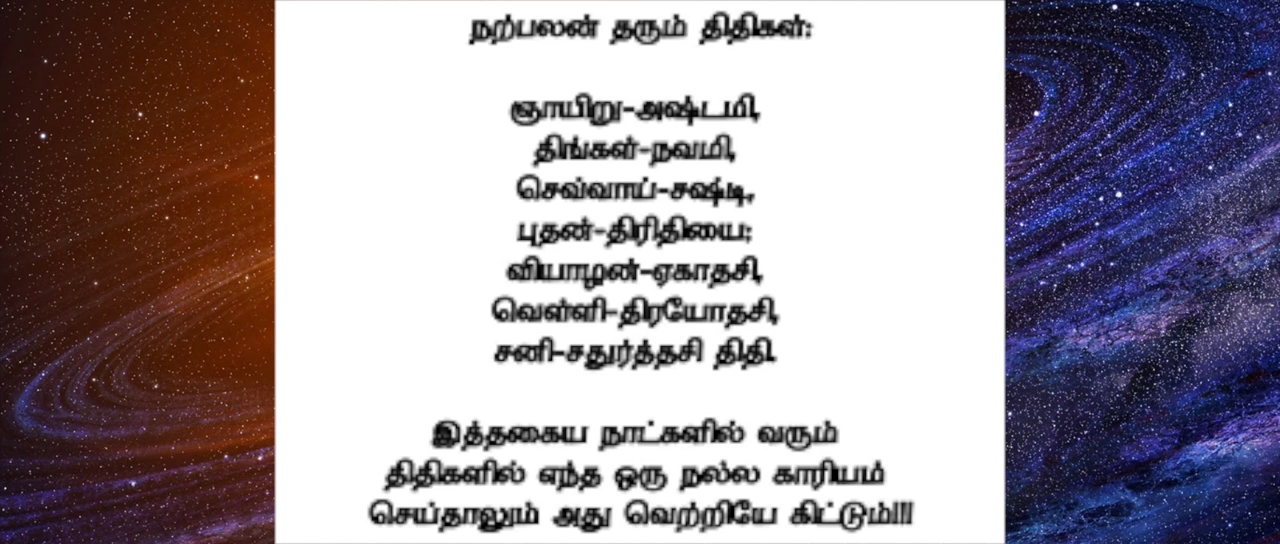 நற்பலன் தரும் திதிகள்:
ஞாயிறு-அஷ்டமி,
திங்கள்-நவமி,
செவ்வாய்-சஷ்டி,
புதன்-திரிதியை;
வியாழன்-ஏகாதசி,
வெள்ளி-திரயோதசி,
சனி-சதுர்த்தசி திதி.
இத்தகைய நாட்களில் வரும்
திதிகளில் எந்த ஒரு நல்ல காரியம்
செய்தாலும் அது வெற்றியே கிட்டும்!!!